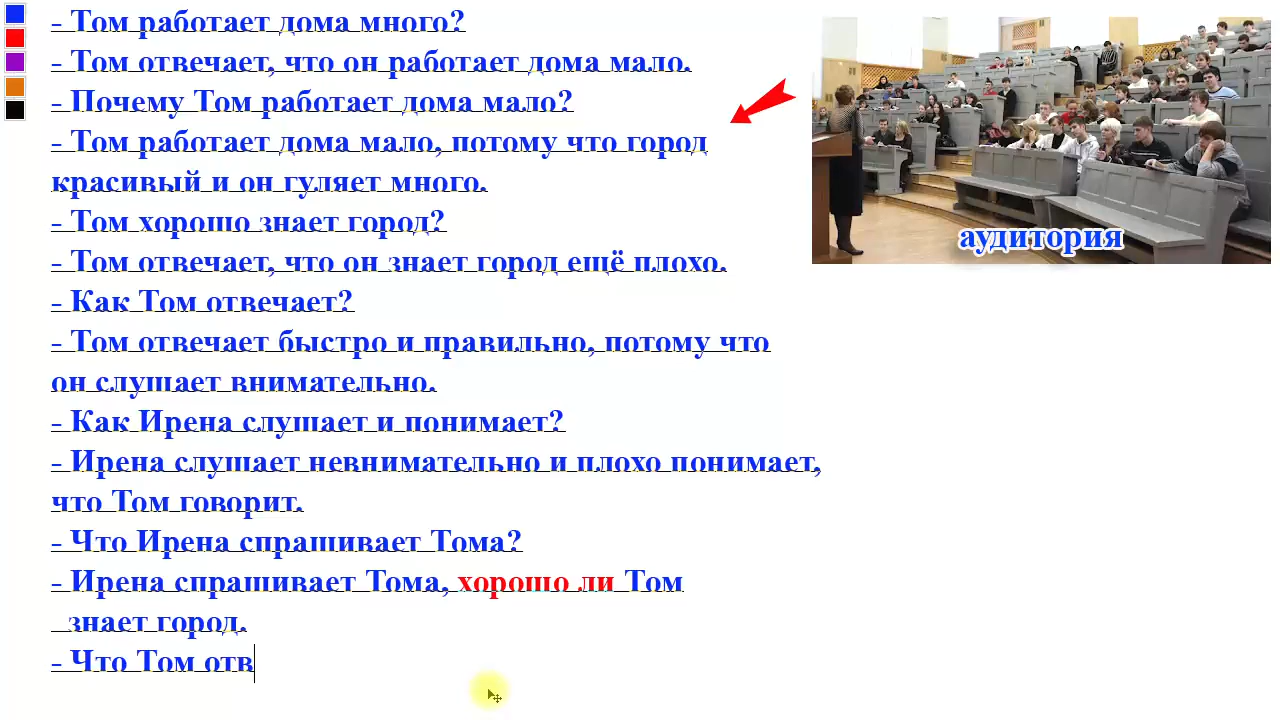 - Том работает дома много?
- Том отвечает, что он работает дома мало.
- Почему Том работает дома мало?
- Том работает дома мало, потому что город
красивый и он гуляет много.
- Том хорошо знает город?
- Том отвечает, что он знает город ещё плохо.
- Как Том отвечает?
- Том отвечает быстро и правильно, потому что
он слушает внимательно.
- Как Ирена слушает и понимает?
- Ирена слушает невнимательно и плохо понимает,
что Том говорит.
- Что Ирена спрашивает Тома?
- Ирена спрашивает Тома, хорошо ли Том
знает город.
- Что Том отв
аудитория